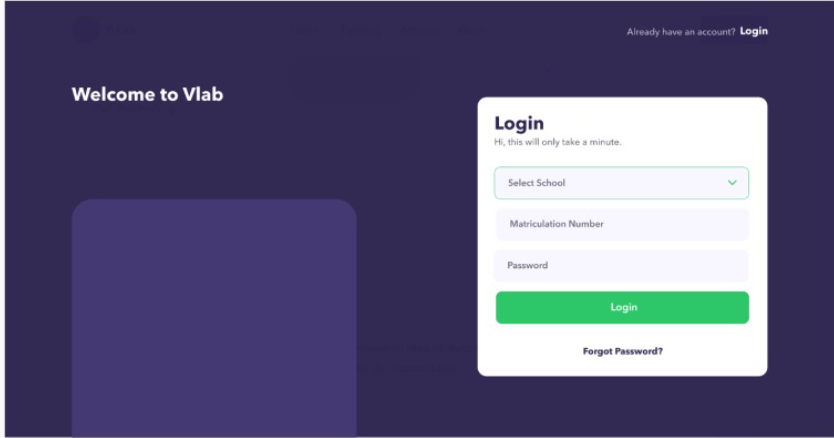 Already have an account? Login
Welcome to Vlab
Login
Hi, this will only take a minute.
Select School
Matriculation Number
Password
Login
Forgot Password?